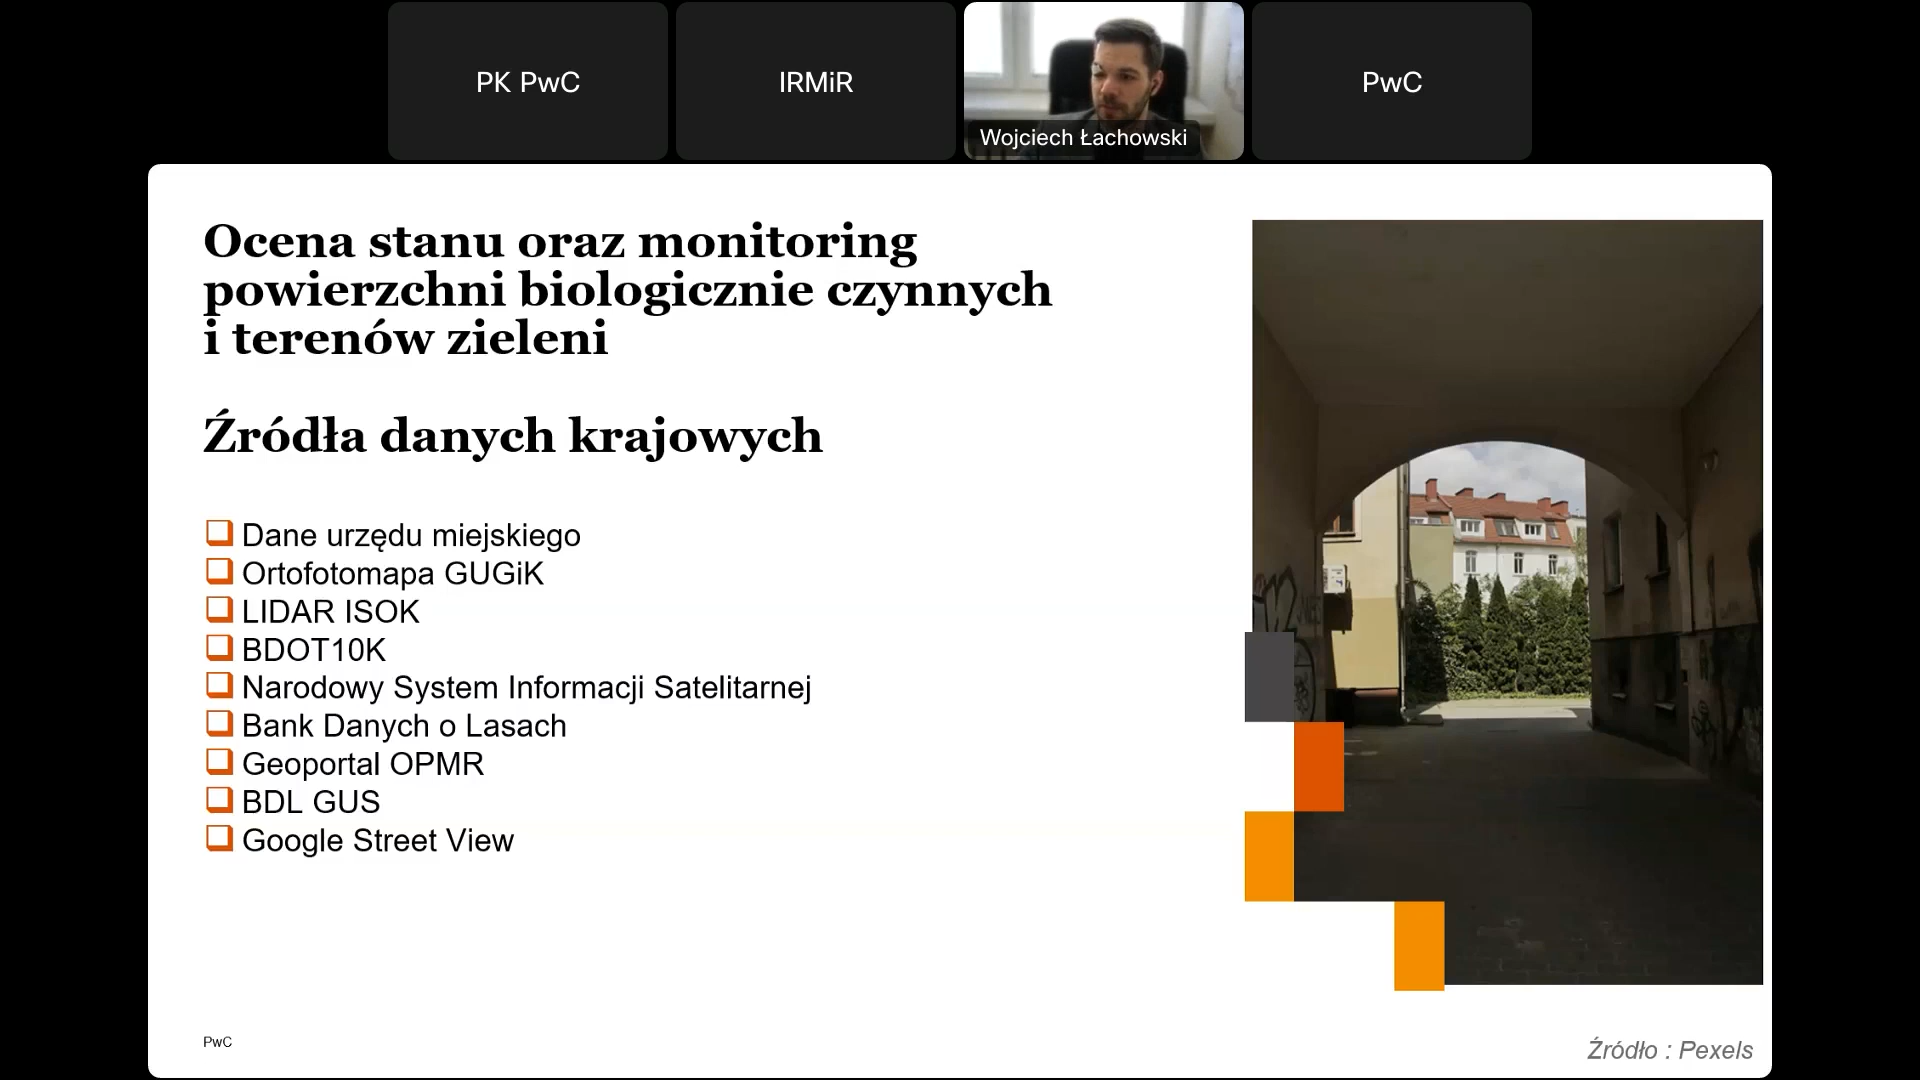 PK PwC
IRMiR
Wojciech Łachowski
PwC
Ocena stanu oraz monitoring
powierzchni biologicznie czynnych
i terenów zieleni
Źródła danych krajowych
Dane urzędu miejskiego
Ortofotomapa GUGiK
LIDAR ISOK
BDOT10K
Narodowy System Informacji Satelitarnej
Bank Danych o Lasach
Geoportal OPMR
BDL GUS
Google Street View
PwC
Źródło : Pexels